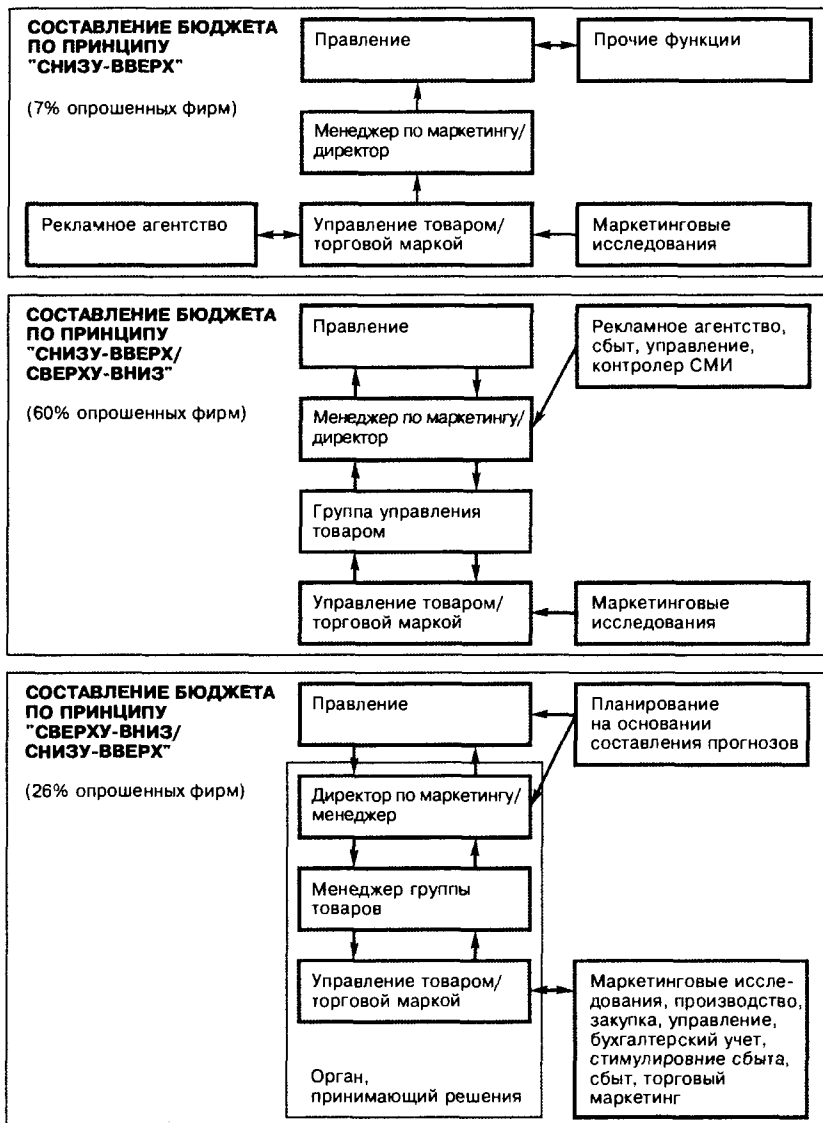 СОСТАВЛЕНИЕ БЮДЖЕТА
ПО ПРИНЦИПУ
"СНИЗУ-ВВЕРХ"
(7% опрошенных фирм)
Правление
Прочие функции
Менеджер по маркетингу/
директор
Рекламное агентство
Управление товаром/
торговой маркой
Маркетинговые
исследования
СОСТАВЛЕНИЕ БЮДЖЕТА
ПО ПРИНЦИПУ
"СНИЗУ-ВВЕРХ/
СВЕРХУ-ВНИЗ"
(60% опрошенных фирм)
Правление
Рекламное агентство,
сбыт, управление,
контролер СМИ
Менеджер по маркетингу/
директор
Группа управления
товаром
Управление товаром/
торговой маркой
Маркетинговые
исследования
СОСТАВЛЕНИЕ БЮДЖЕТА
ПО ПРИНЦИПУ
"СВЕРХУ-ВНИЗ/
СНИЗУ-ВВЕРХ"
(26% опрошенных фирм)
Правление
Планирование
на основании
составления прогнозов
Директор по маркетингу/
менеджер
Менеджер группы
товаров
Управление товаром/
торговой маркой
Орган,
принимающий решения
Маркетинговые иссле-
дования, производство,
закупка, управление,
бухгалтерский учет,
стимулировние сбыта,
сбыт, торговый
маркетинг